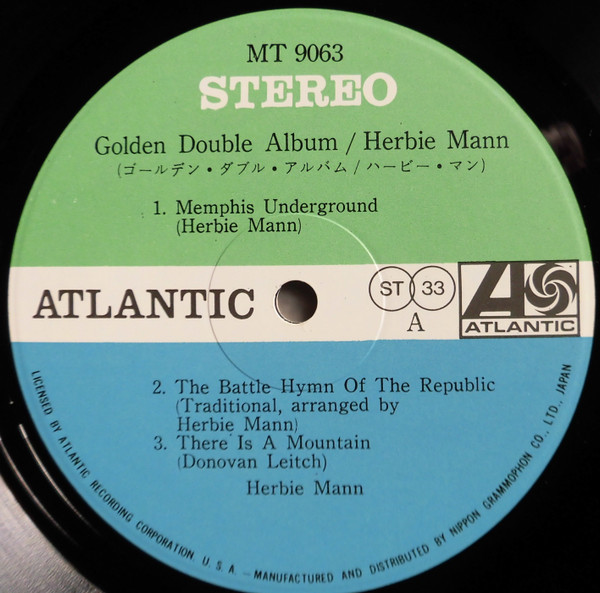 MT 9063
STEREO
Golden Double Album / Herbie Mann
(ゴールデン・ダブル・アルバム / ハービー・マン)
1. Memphis Underground
(Herbie Mann)
ATLANTIC
ST 33
A
ATLANTIC
2. The Battle Hymn Of The Republic
(Traditional, arranged by
Herbie Mann)
3. There Is A Mountain
(Donovan Leitch)
Herbie Mann
LICENSED BY ATLANTIC RECORDING CORPORATION U.S.A. — MANUFACTURED AND DISTRIBUTED BY NIPPON GRAMMOPHON CO., LTD., JAPAN